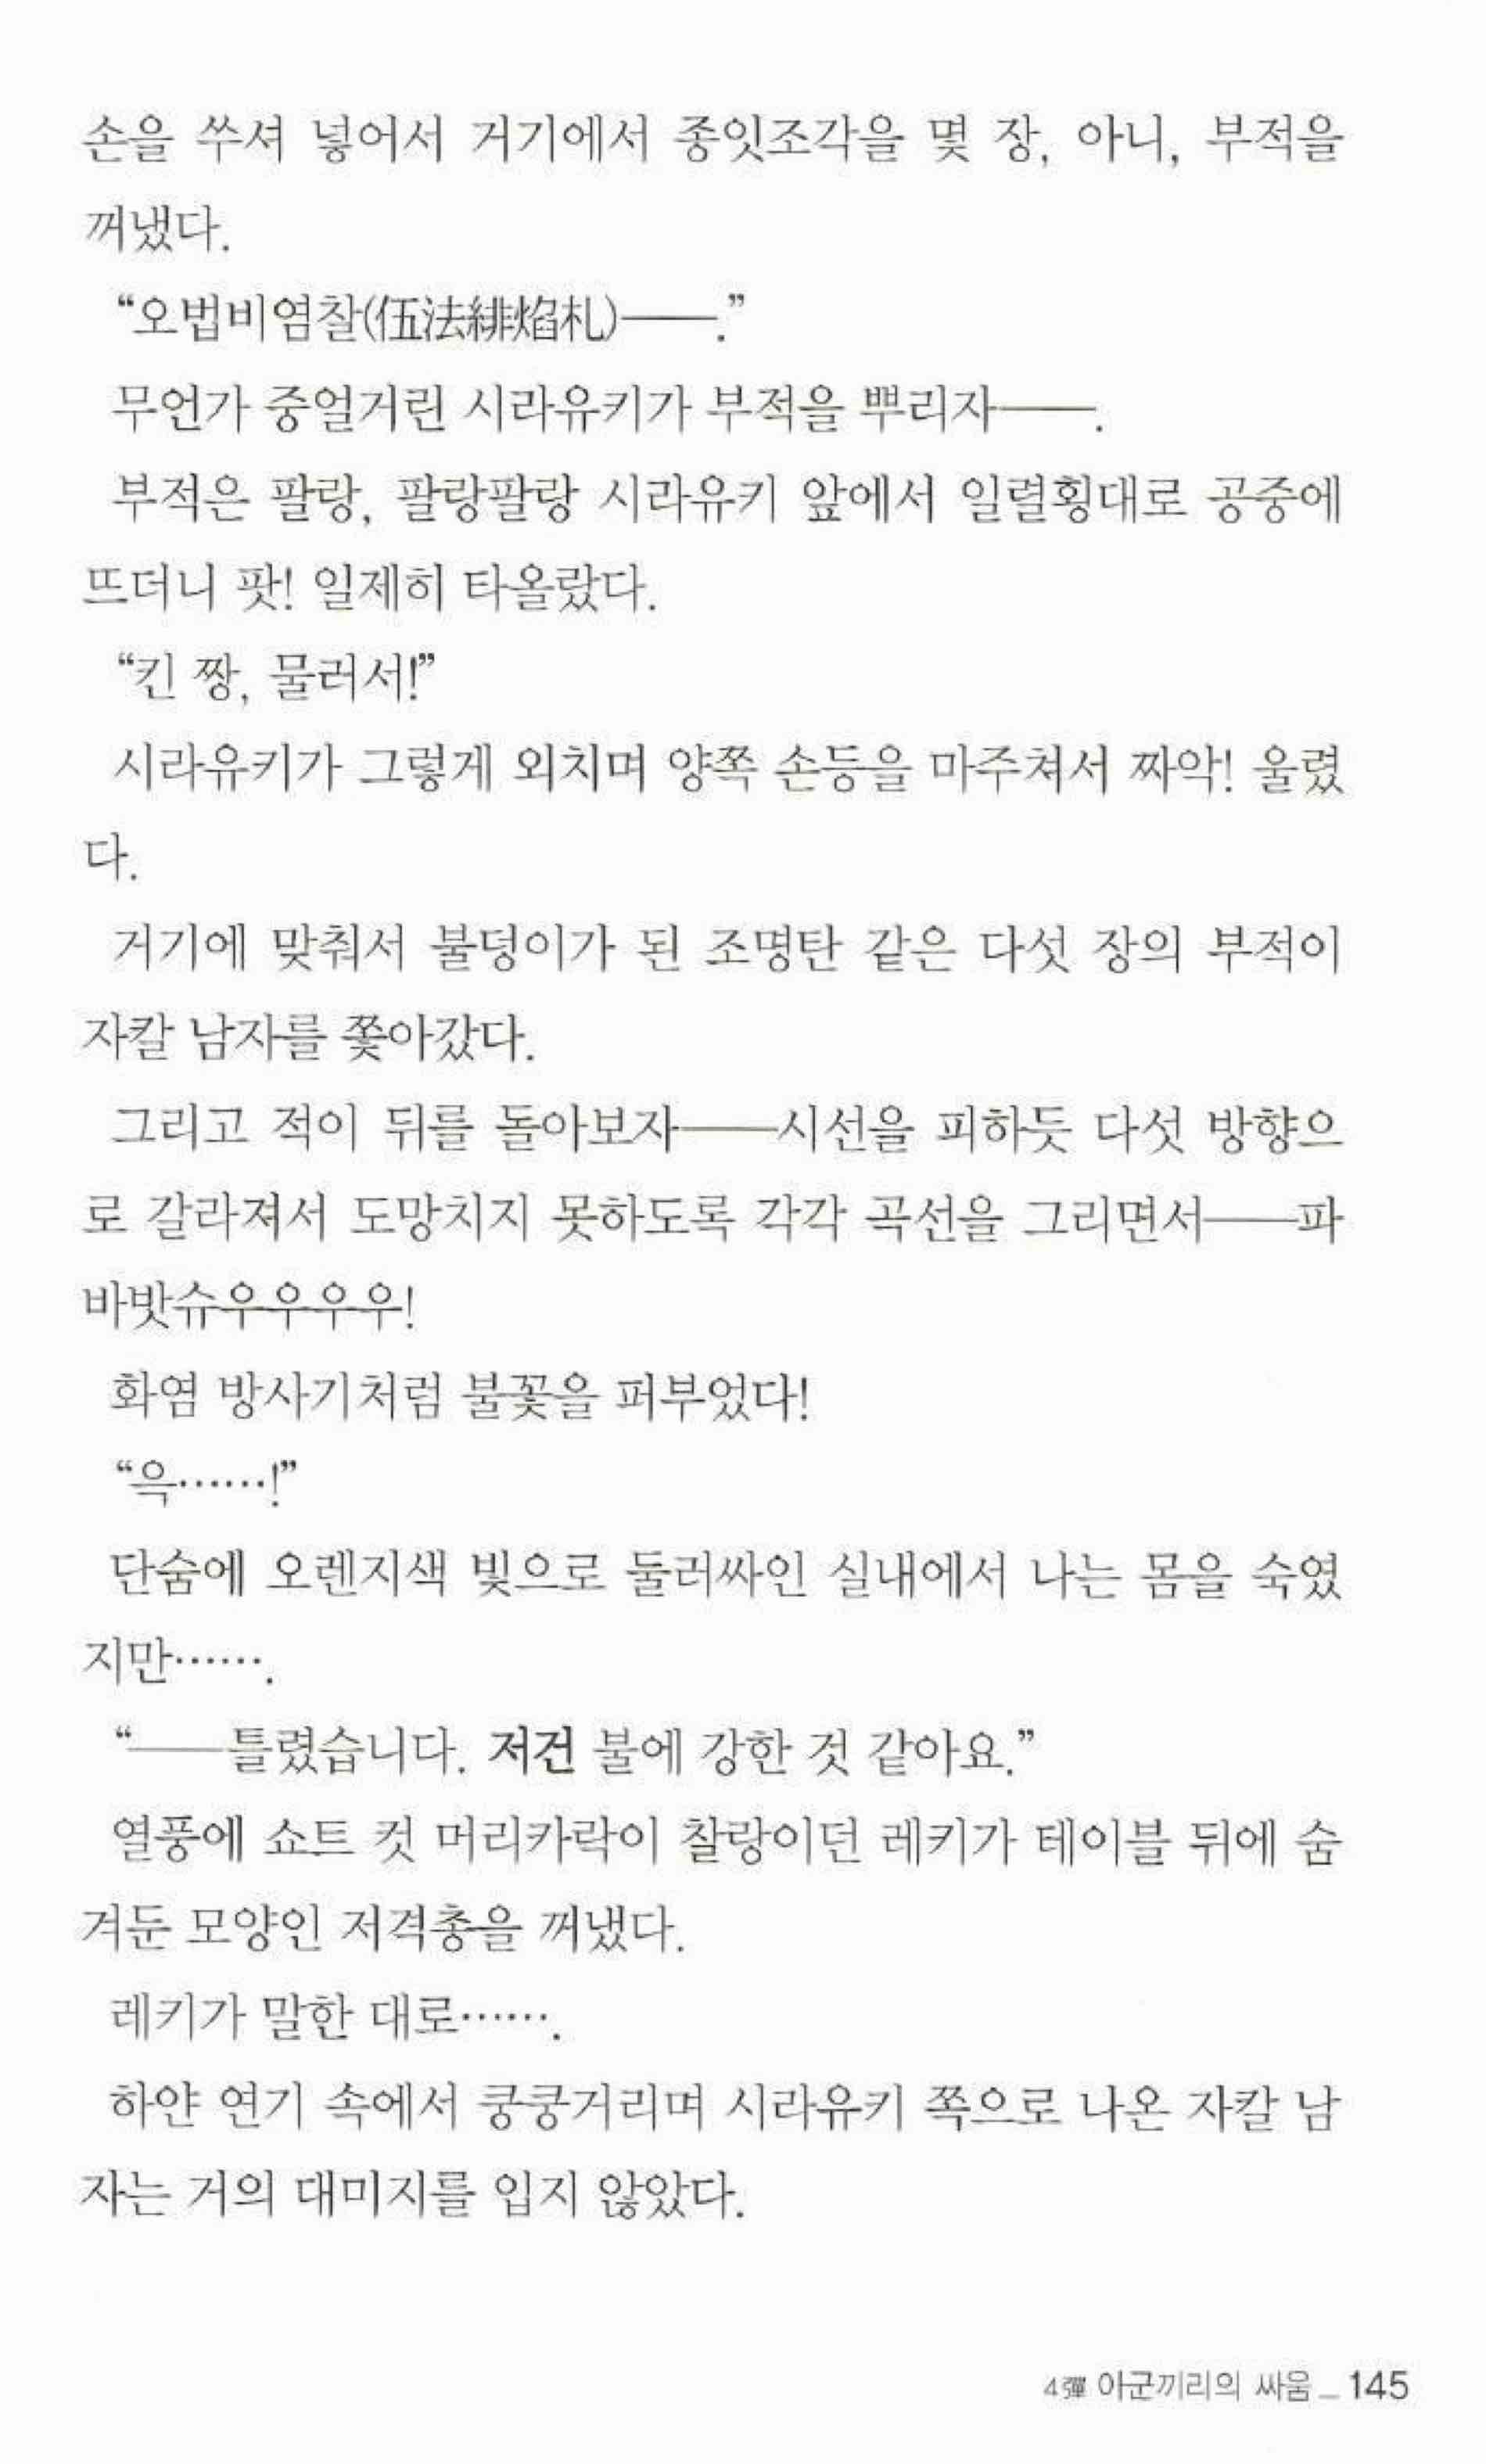 손을 쑤셔 넣어서 거기에서 종잇조각을 몇 장, 아니, 부적을
꺼냈다.
“오법비염찰(伍法緋焰札)──.”
무언가 중얼거린 시라유키가 부적을 뿌리자──.
부적은 팔랑, 팔랑팔랑 시라유키 앞에서 일렬횡대로 공중에
뜨더니 팟! 일제히 타올랐다.
“킨 짱, 물러서!”
시라유키가 그렇게 외치며 양쪽 손등을 마주쳐서 짜악! 울렸
다.
거기에 맞춰서 불덩이가 된 조명탄 같은 다섯 장의 부적이
자칼 남자를 쫓아갔다.
그리고 적이 뒤를 돌아보자──시선을 피하듯 다섯 방향으
로 갈라져서 도망치지 못하도록 각각 곡선을 그리면서──파
바밧슈우우우우!
화염 방사기처럼 불꽃을 퍼부었다!
“윽……!”
단숨에 오렌지색 빛으로 둘러싸인 실내에서 나는 몸을 숙였
지만…….
“──틀렸습니다. 저건 불에 강한 것 같아요.”
열풍에 쇼트 컷 머리카락이 찰랑이던 레키가 테이블 뒤에 숨
겨둔 모양인 저격총을 꺼냈다.
레키가 말한 대로…….
하얀 연기 속에서 쿵쿵거리며 시라유키 쪽으로 나온 자칼 남
자는 거의 대미지를 입지 않았다.
4彈 아군끼리의 싸움 _ 145